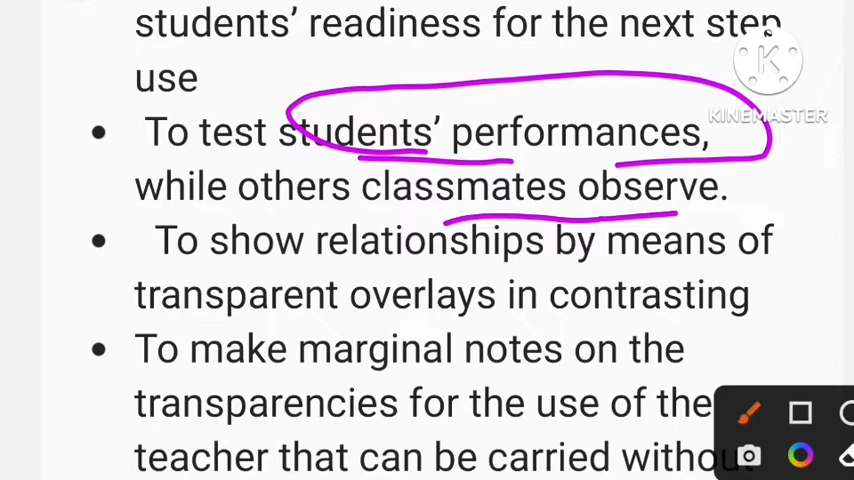 students’ readiness for the next step
use
KINEMASTER
• To test students’ performances,
while others classmates observe.
• To show relationships by means of
transparent overlays in contrasting
• To make marginal notes on the
transparencies for the use of the
teacher that can be carried without